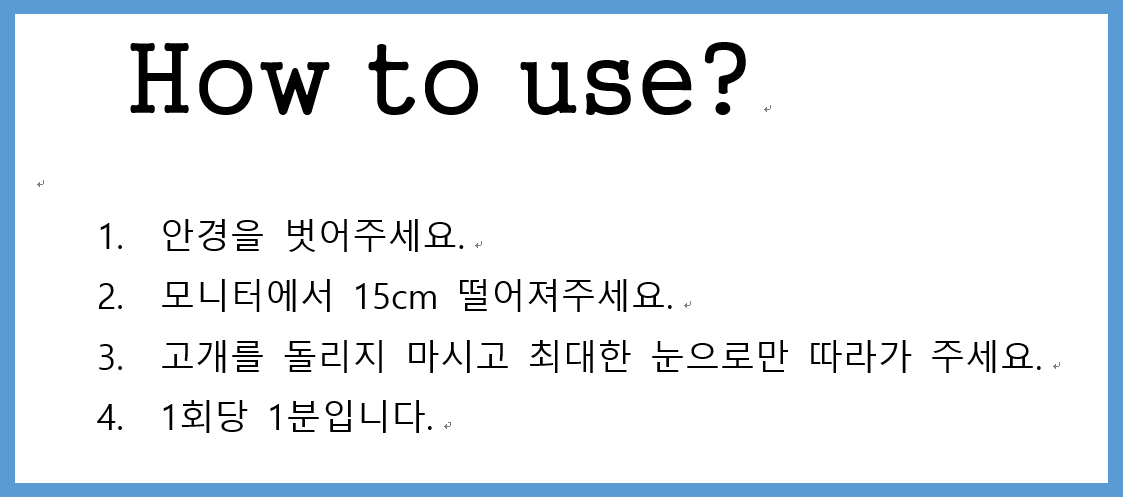 How to use?
1. 안경을 벗어주세요.
2. 모니터에서 15cm 떨어져주세요.
3. 고개를 돌리지 마시고 최대한 눈으로만 따라가 주세요.
4. 1회당 1분입니다.